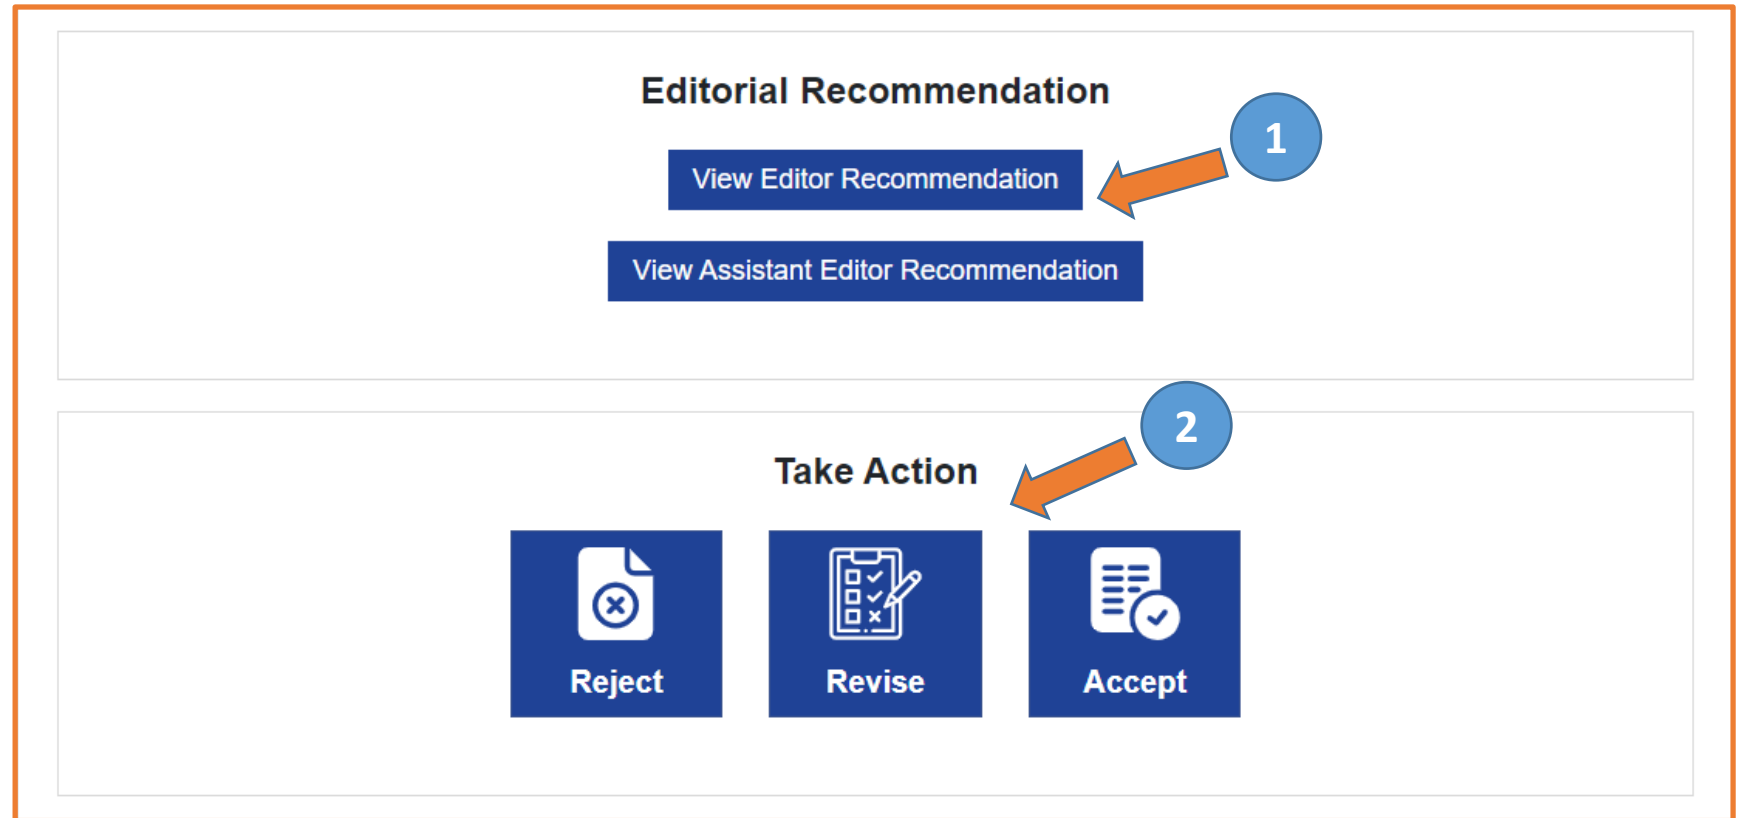 Editorial Recommendation
1
View Editor Recommendation
View Assistant Editor Recommendation
2
Take Action
Reject
Revise
Accept